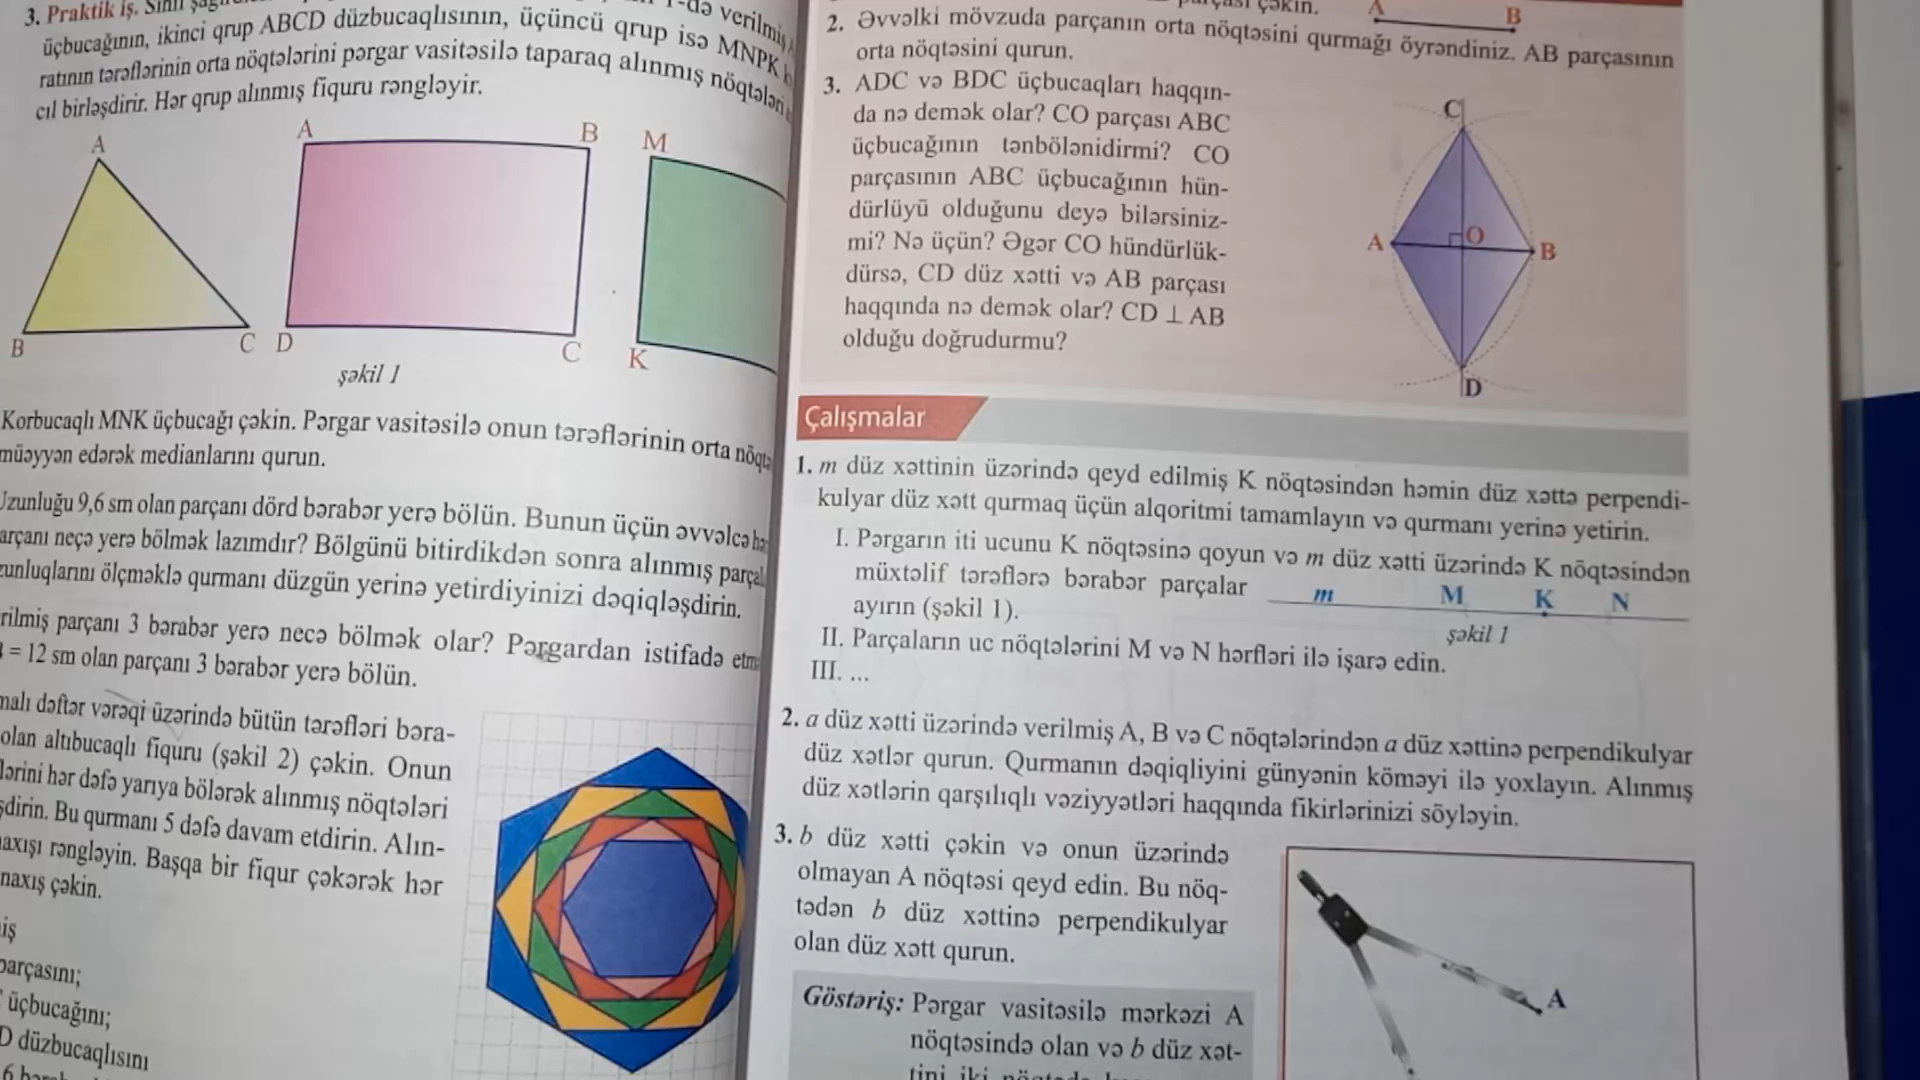 3. Praktik iş. Sinif
-də verilmiş
üçbucağının, ikinci qrup ABCD düzbucaqlısının, üçüncü qrup isə MNPK
ratının tərəflərinin orta nöqtələrini pərgar vasitəsilə taparaq alınmış nöqtələri
cıl birləşdirir. Hər qrup alınmış fiquru rəngləyir.
A
A
B
M
B
C
D
C
K
şəkil 1
Korbucaqlı MNK üçbucağı çəkin. Pərgar vasitəsilə onun tərəflərinin orta nöqtə
müəyyən edərək medianlarını qurun.
Uzunluğu 9,6 sm olan parçanı dörd bərabər yerə bölün. Bunun üçün əvvəlcə hə
arçanı neçə yerə bölmək lazımdır? Bölgünü bitirdikdən sonra alınmış parçal
zunluqlarını ölçməklə qurmanı düzgün yerinə yetirdiyinizi dəqiqləşdirin.
rilmiş parçanı 3 bərabər yerə necə bölmək olar? Pərgardan istifadə etmə
= 12 sm olan parçanı 3 bərabər yerə bölün.
malı dəftər vərəqi üzərində bütün tərəfləri bəra-
olan altıbucaqlı fiquru (şəkil 2) çəkin. Onun
lərini hər dəfə yarıya bölərək alınmış nöqtələri
şdirin. Bu qurmanı 5 dəfə davam etdirin. Alın-
naxışı rəngləyin. Başqa bir fiqur çəkərək hər
naxış çəkin.
iş
parçasını;
üçbucağını;
D düzbucaqlısını
çəkin.
A
B
2. Əvvəlki mövzuda parçanın orta nöqtəsini qurmağı öyrəndiniz. AB parçasının
orta nöqtəsini qurun.
3. ADC və BDC üçbucaqları haqqın-
da nə demək olar? CO parçası ABC
üçbucağının tənbölənidirmi? CO
parçasının ABC üçbucağının hün-
dürlüyü olduğunu deyə bilərsiniz-
mi? Nə üçün? Əgər CO hündürlük-
dürsə, CD düz xətti və AB parçası
haqqında nə demək olar? CD ⊥ AB
olduğu doğrudurmu?
C
A
O
B
D
Çalışmalar
1. m düz xəttinin üzərində qeyd edilmiş K nöqtəsindən həmin düz xəttə perpendi-
kulyar düz xətt qurmaq üçün alqoritmi tamamlayın və qurmanı yerinə yetirin.
I. Pərgarın iti ucunu K nöqtəsinə qoyun və m düz xətti üzərində K nöqtəsindən
müxtəlif tərəflərə bərabər parçalar
ayırın (şəkil 1).
m M K N
şəkil 1
II. Parçaların uc nöqtələrini M və N hərfləri ilə işarə edin.
III. ...
2. a düz xətti üzərində verilmiş A, B və C nöqtələrindən a düz xəttinə perpendikulyar
düz xətlər qurun. Qurmanın dəqiqliyini günyənin köməyi ilə yoxlayın. Alınmış
düz xətlərin qarşılıqlı vəziyyətləri haqqında fikirlərinizi söyləyin.
3. b düz xətti çəkin və onun üzərində
olmayan A nöqtəsi qeyd edin. Bu nöq-
tədən b düz xəttinə perpendikulyar
olan düz xətt qurun.
Göstəriş: Pərgar vasitəsilə mərkəzi A
nöqtəsində olan və b düz xət-
tini iki
A